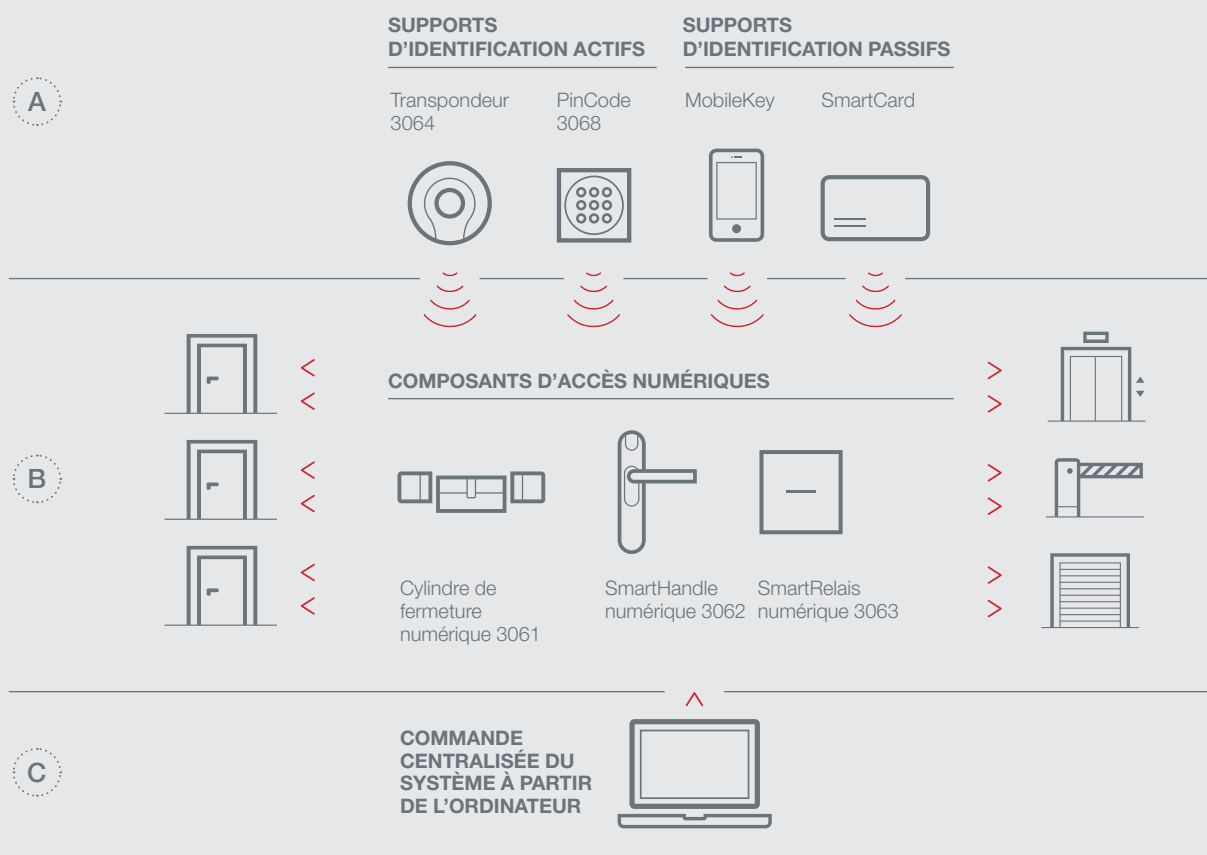 A
SUPPORTS
D’IDENTIFICATION ACTIFS
SUPPORTS
D’IDENTIFICATION PASSIFS
Transpondeur
3064
PinCode
3068
MobileKey
SmartCard
B
COMPOSANTS D’ACCÈS NUMÉRIQUES
Cylindre de
fermeture
numérique 3061
SmartHandle
numérique 3062
SmartRelais
numérique 3063
C
COMMANDE
CENTRALISÉE DU
SYSTÈME À PARTIR
DE L’ORDINATEUR